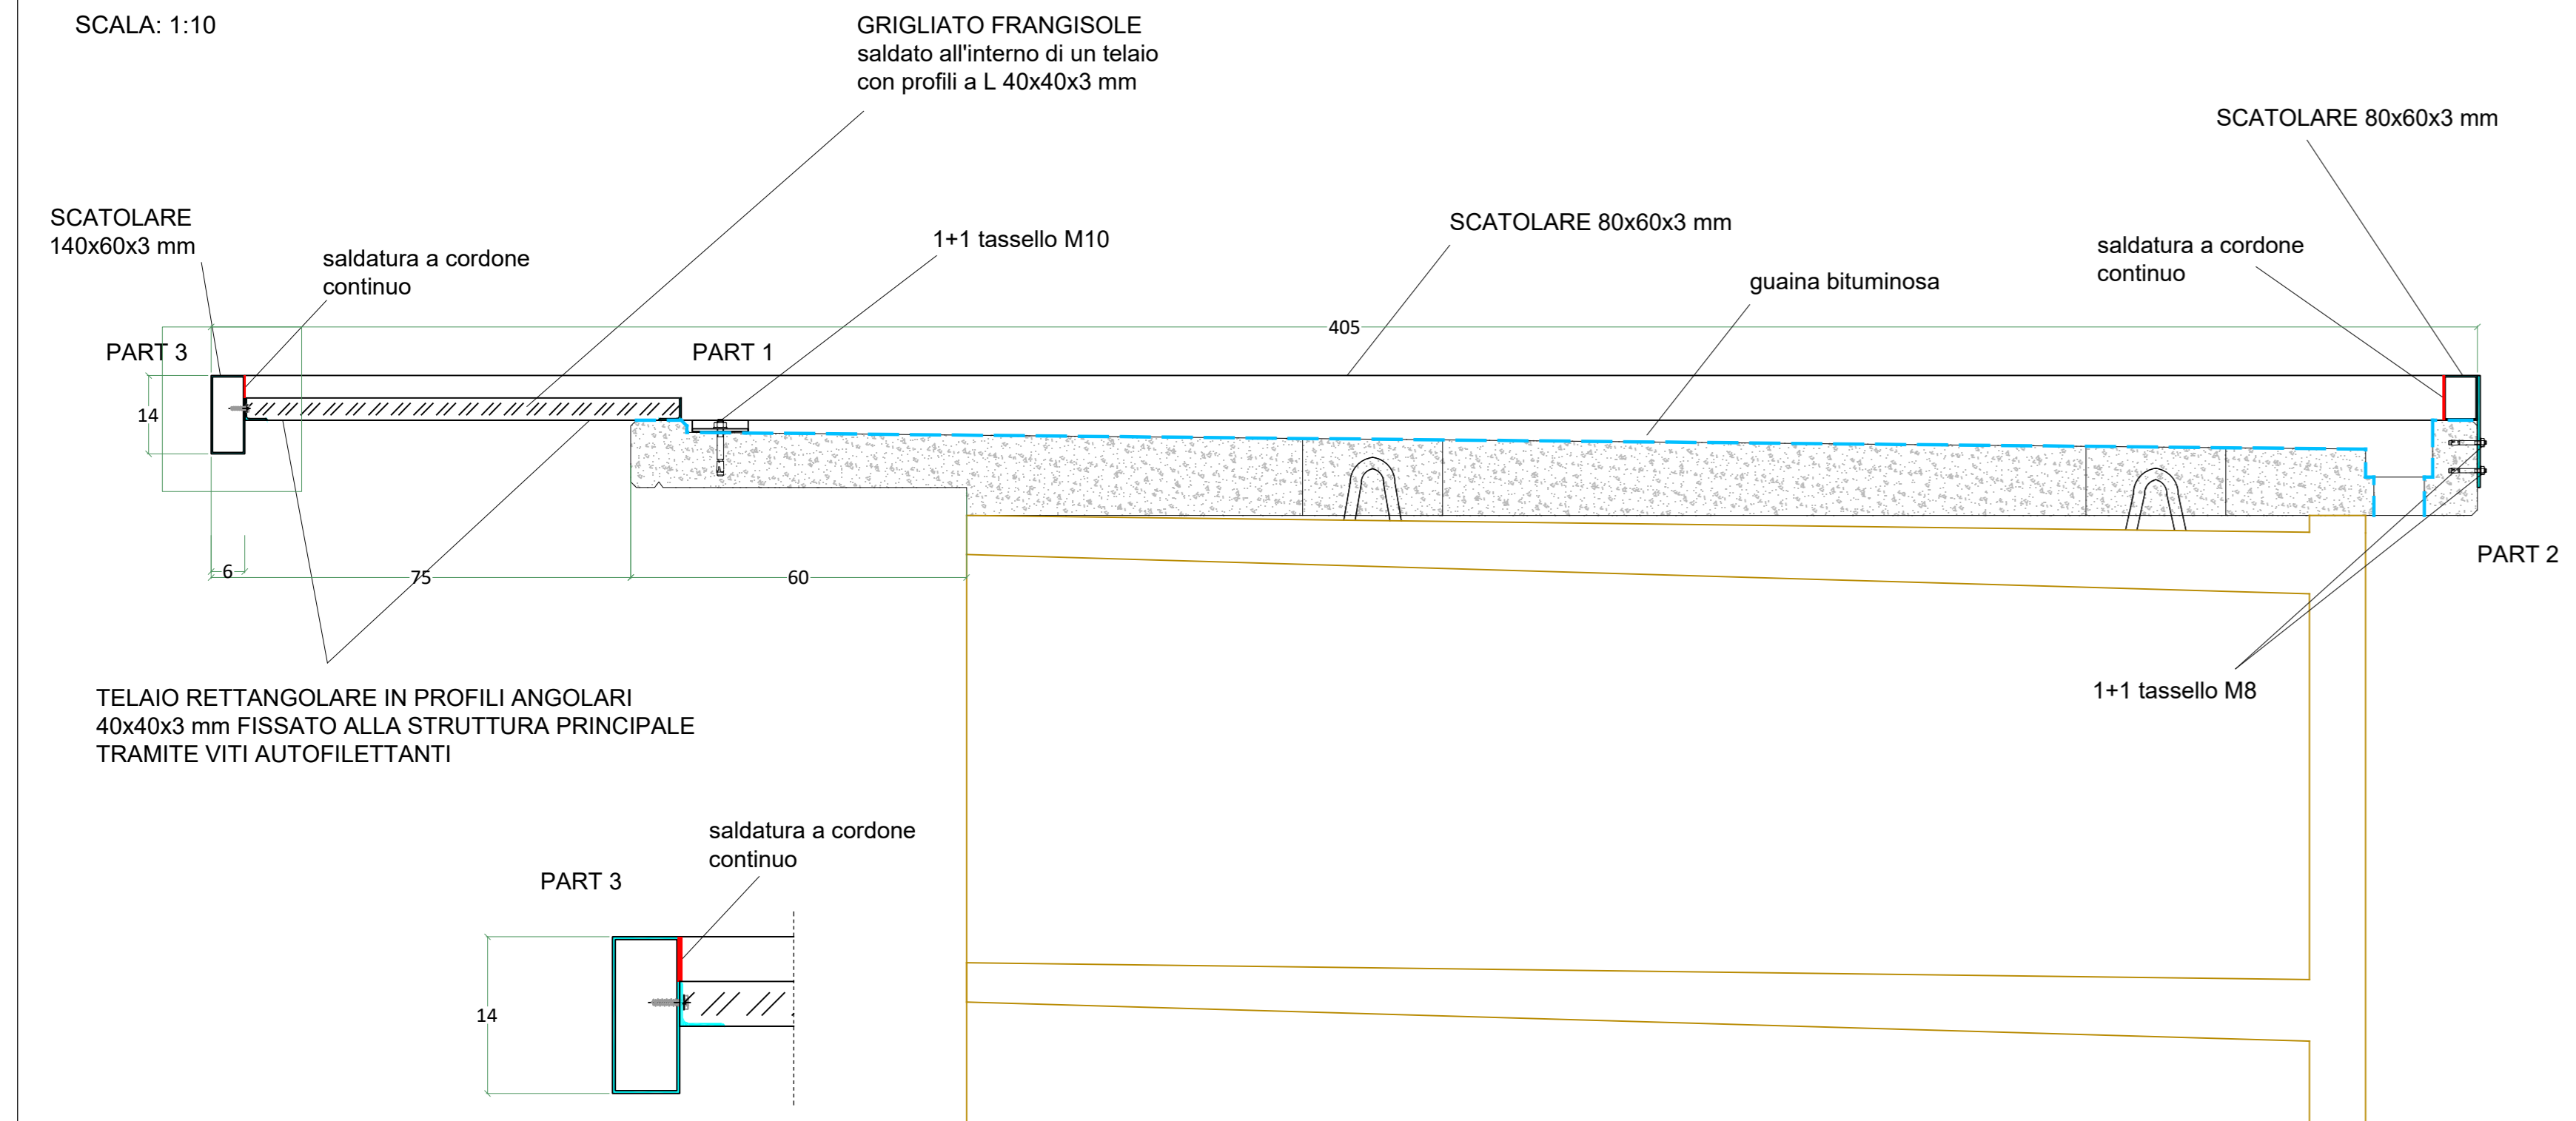 SCALA: 1:10
GRIGLIATO FRANGISOLE
saldato all'interno di un telaio
con profili a L 40x40x3 mm
SCATOLARE 80x60x3 mm
SCATOLARE
140x60x3 mm
saldatura a cordone
continuo
1+1 tassello M10
SCATOLARE 80x60x3 mm
guaina bituminosa
saldatura a cordone
continuo
405
PART 3
PART 1
14
6
75
60
PART 2
TELAIO RETTANGOLARE IN PROFILI ANGOLARI
40x40x3 mm FISSATO ALLA STRUTTURA PRINCIPALE
TRAMITE VITI AUTOFILETTANTI
1+1 tassello M8
saldatura a cordone
continuo
PART 3
14